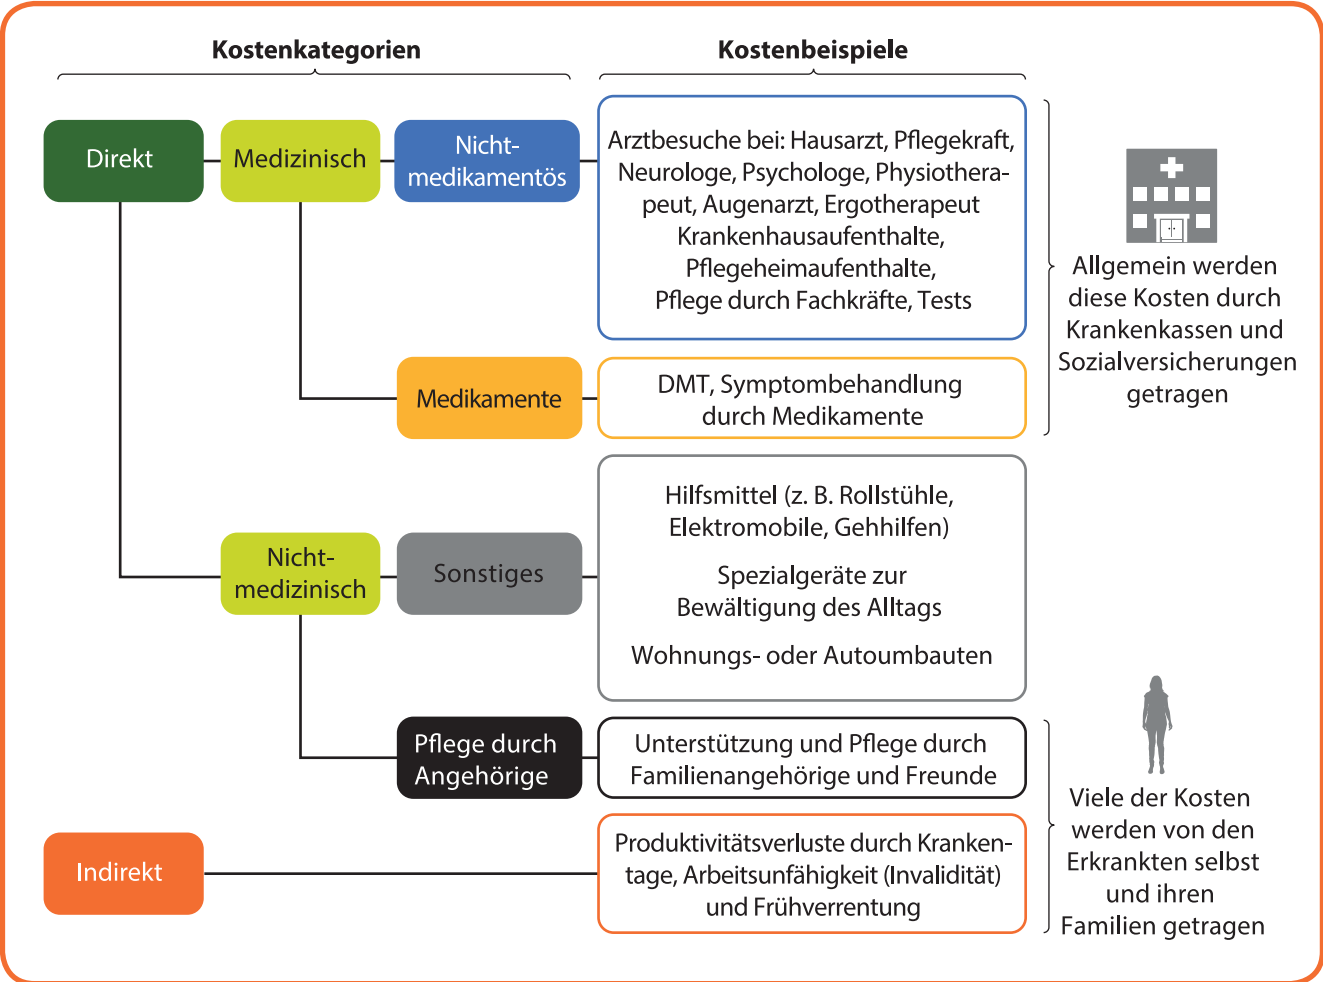 Kostenkategorien
Kostenbeispiele
Direkt
Medizinisch
Nicht-
medikamentös
Arztbesuche bei: Hausarzt, Pflegekraft,
Neurologe, Psychologe, Physiothera-
peut, Augenarzt, Ergotherapeut
Krankenhausaufenthalte,
Pflegeheimaufenthalte,
Pflege durch Fachkräfte, Tests
Allgemein werden
diese Kosten durch
Krankenkassen und
Sozialversicherungen
getragen
Medikamente
DMT, Symptombehandlung
durch Medikamente
Nicht-
medizinisch
Sonstiges
Hilfsmittel (z. B. Rollstühle,
Elektromobile, Gehhilfen)
Spezialgeräte zur
Bewältigung des Alltags
Wohnungs- oder Autoumbauten
Pflege durch
Angehörige
Unterstützung und Pflege durch
Familienangehörige und Freunde
Indirekt
Produktivitätsverluste durch Kranken-
tage, Arbeitsunfähigkeit (Invalidität)
und Frühverrentung
Viele der Kosten
werden von den
Erkrankten selbst
und ihren
Familien getragen